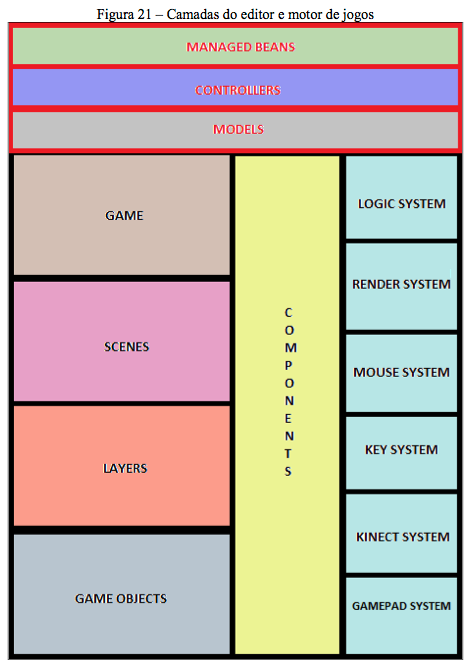 Figura 21 – Camadas do editor e motor de jogos
MANAGED BEANS
CONTROLLERS
MODELS
GAME
SCENES
LAYERS
GAME OBJECTS
COMPONENTS
LOGIC SYSTEM
RENDER SYSTEM
MOUSE SYSTEM
KEY SYSTEM
KINECT SYSTEM
GAMEPAD SYSTEM